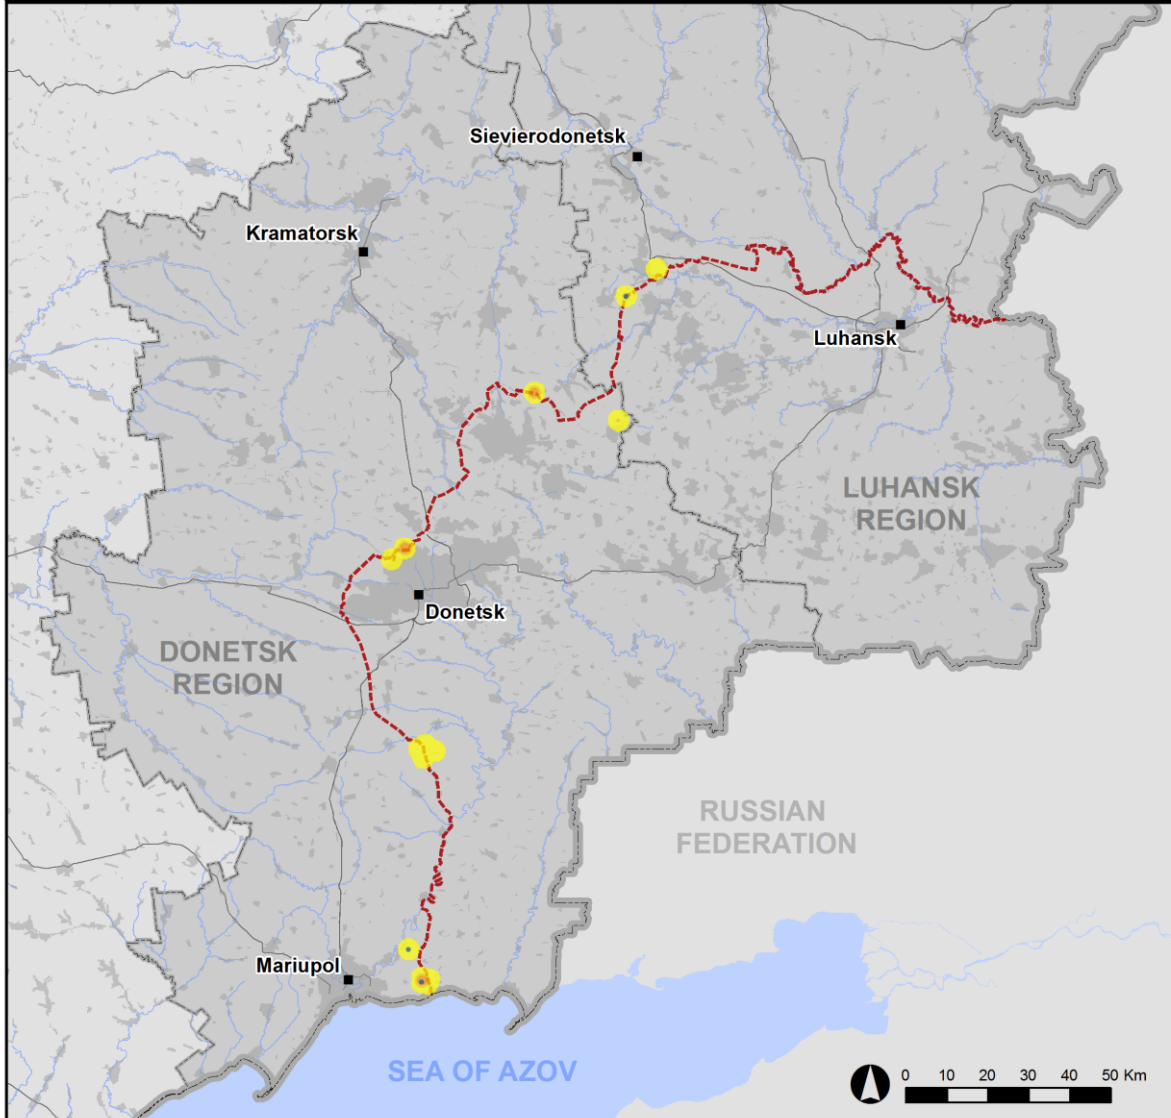 Sievierodonetsk
Kramatorsk
Luhansk
LUHANSK
REGION
Donetsk
DONETSK
REGION
RUSSIAN
FEDERATION
Mariupol
SEA OF AZOV
0 10 20 30 40 50 Km